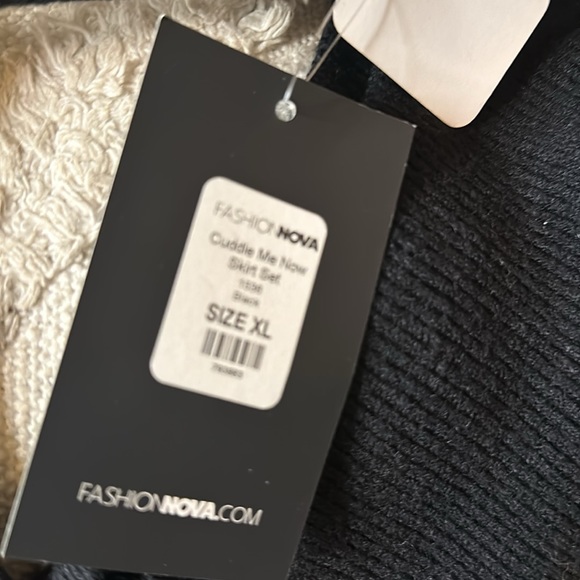 FASHIONNOVA
Cuddle Me Now
Skirt Set
Black
SIZE XL
FASHIONNOVA.COM